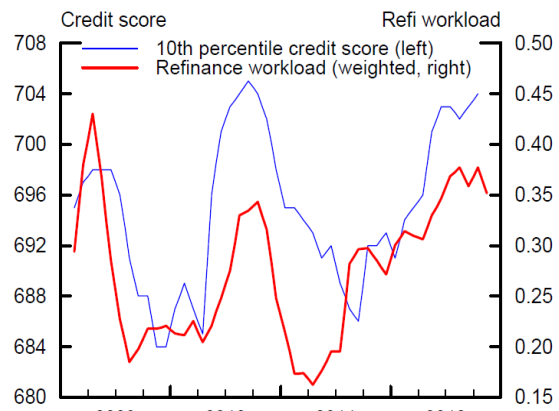 Credit score Refi workload
708 0.50
10th percentile credit score (left)
Refinance workload (weighted, right)
704 0.45
700 0.40
696 0.35
692 0.30
688 0.25
684 0.20
680 0.15